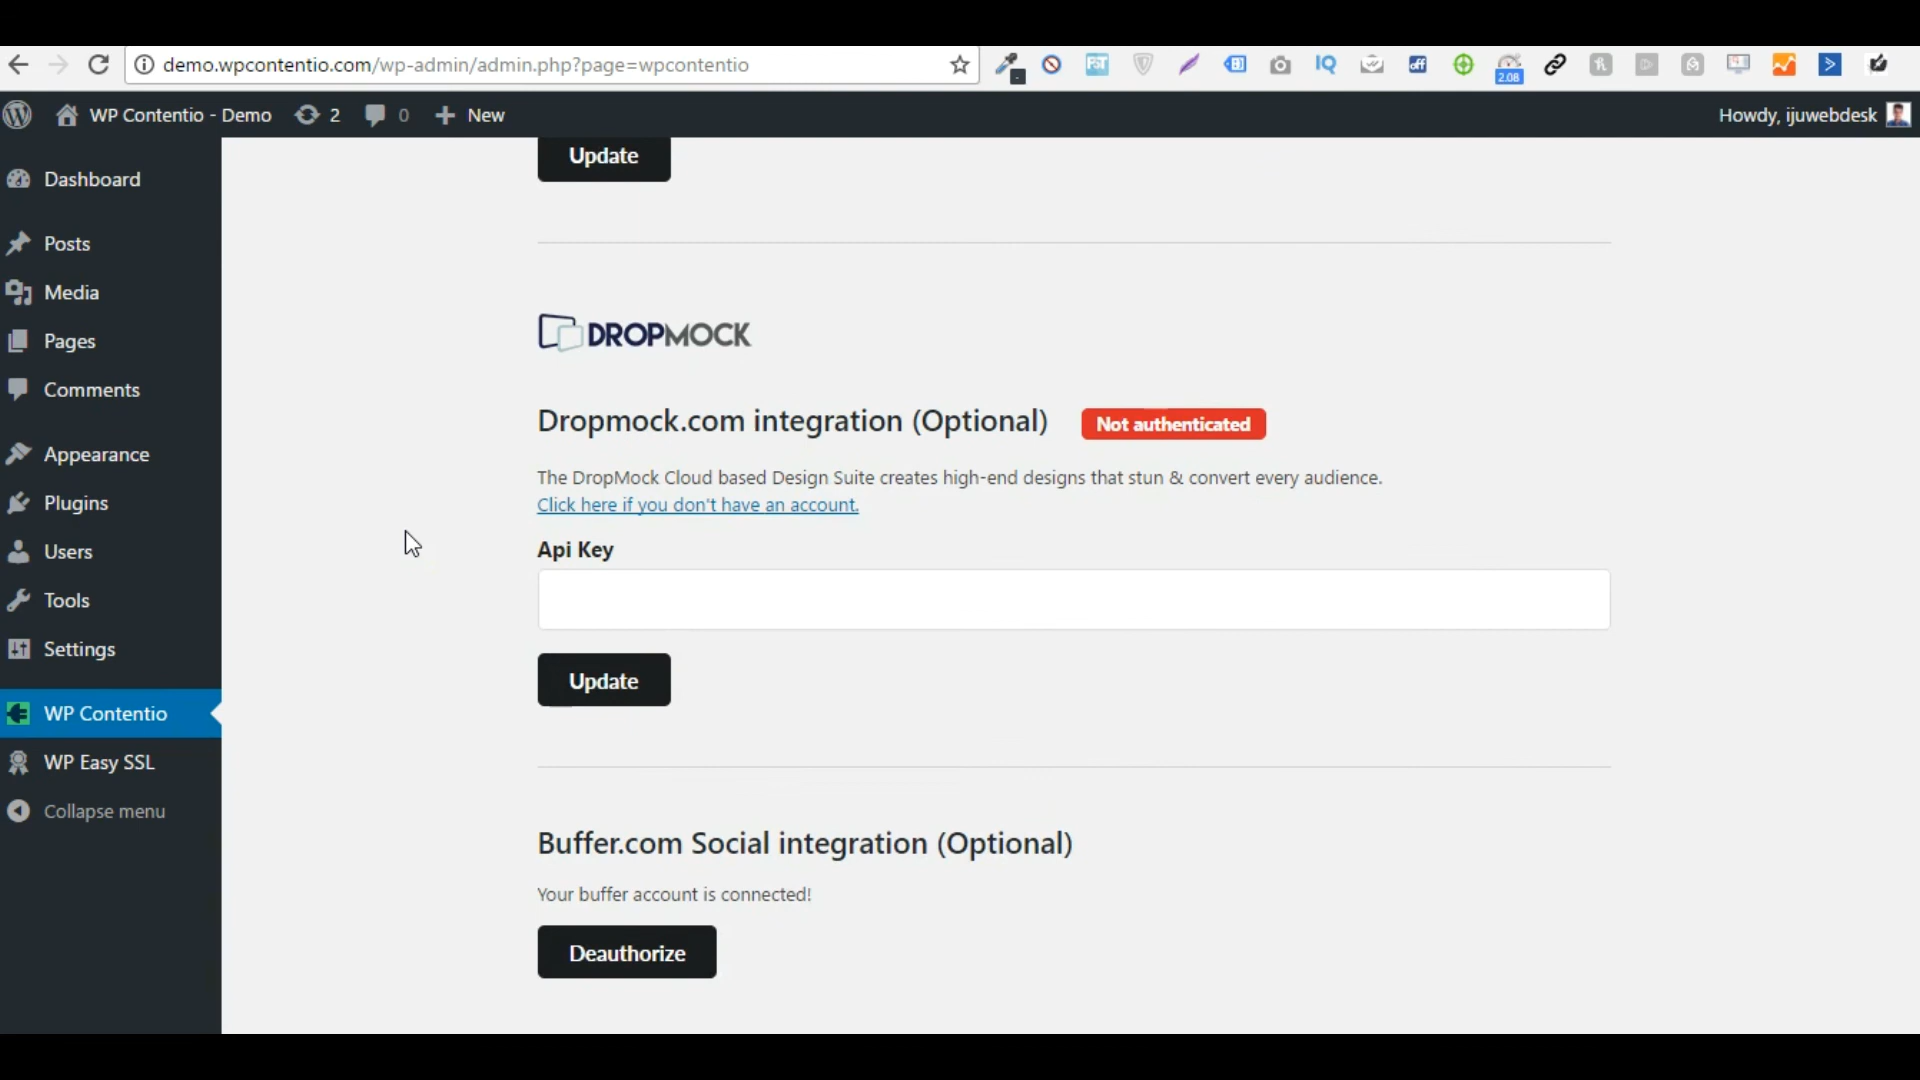 demo.wpcontentio.com/wp-admin/admin.php?page=wpcontentio
IQ
off
2.08
WP Contentio - Demo
2
0
New
Howdy, ijuwebdesk
Dashboard
Posts
Media
Pages
Comments
Appearance
Plugins
Users
Tools
Settings
WP Contentio
WP Easy SSL
Collapse menu
Update
DROPMOCK
Dropmock.com integration (Optional)
Not authenticated
The DropMock Cloud based Design Suite creates high-end designs that stun & convert every audience.
Click here if you don't have an account.
Api Key
Update
Buffer.com Social integration (Optional)
Your buffer account is connected!
Deauthorize